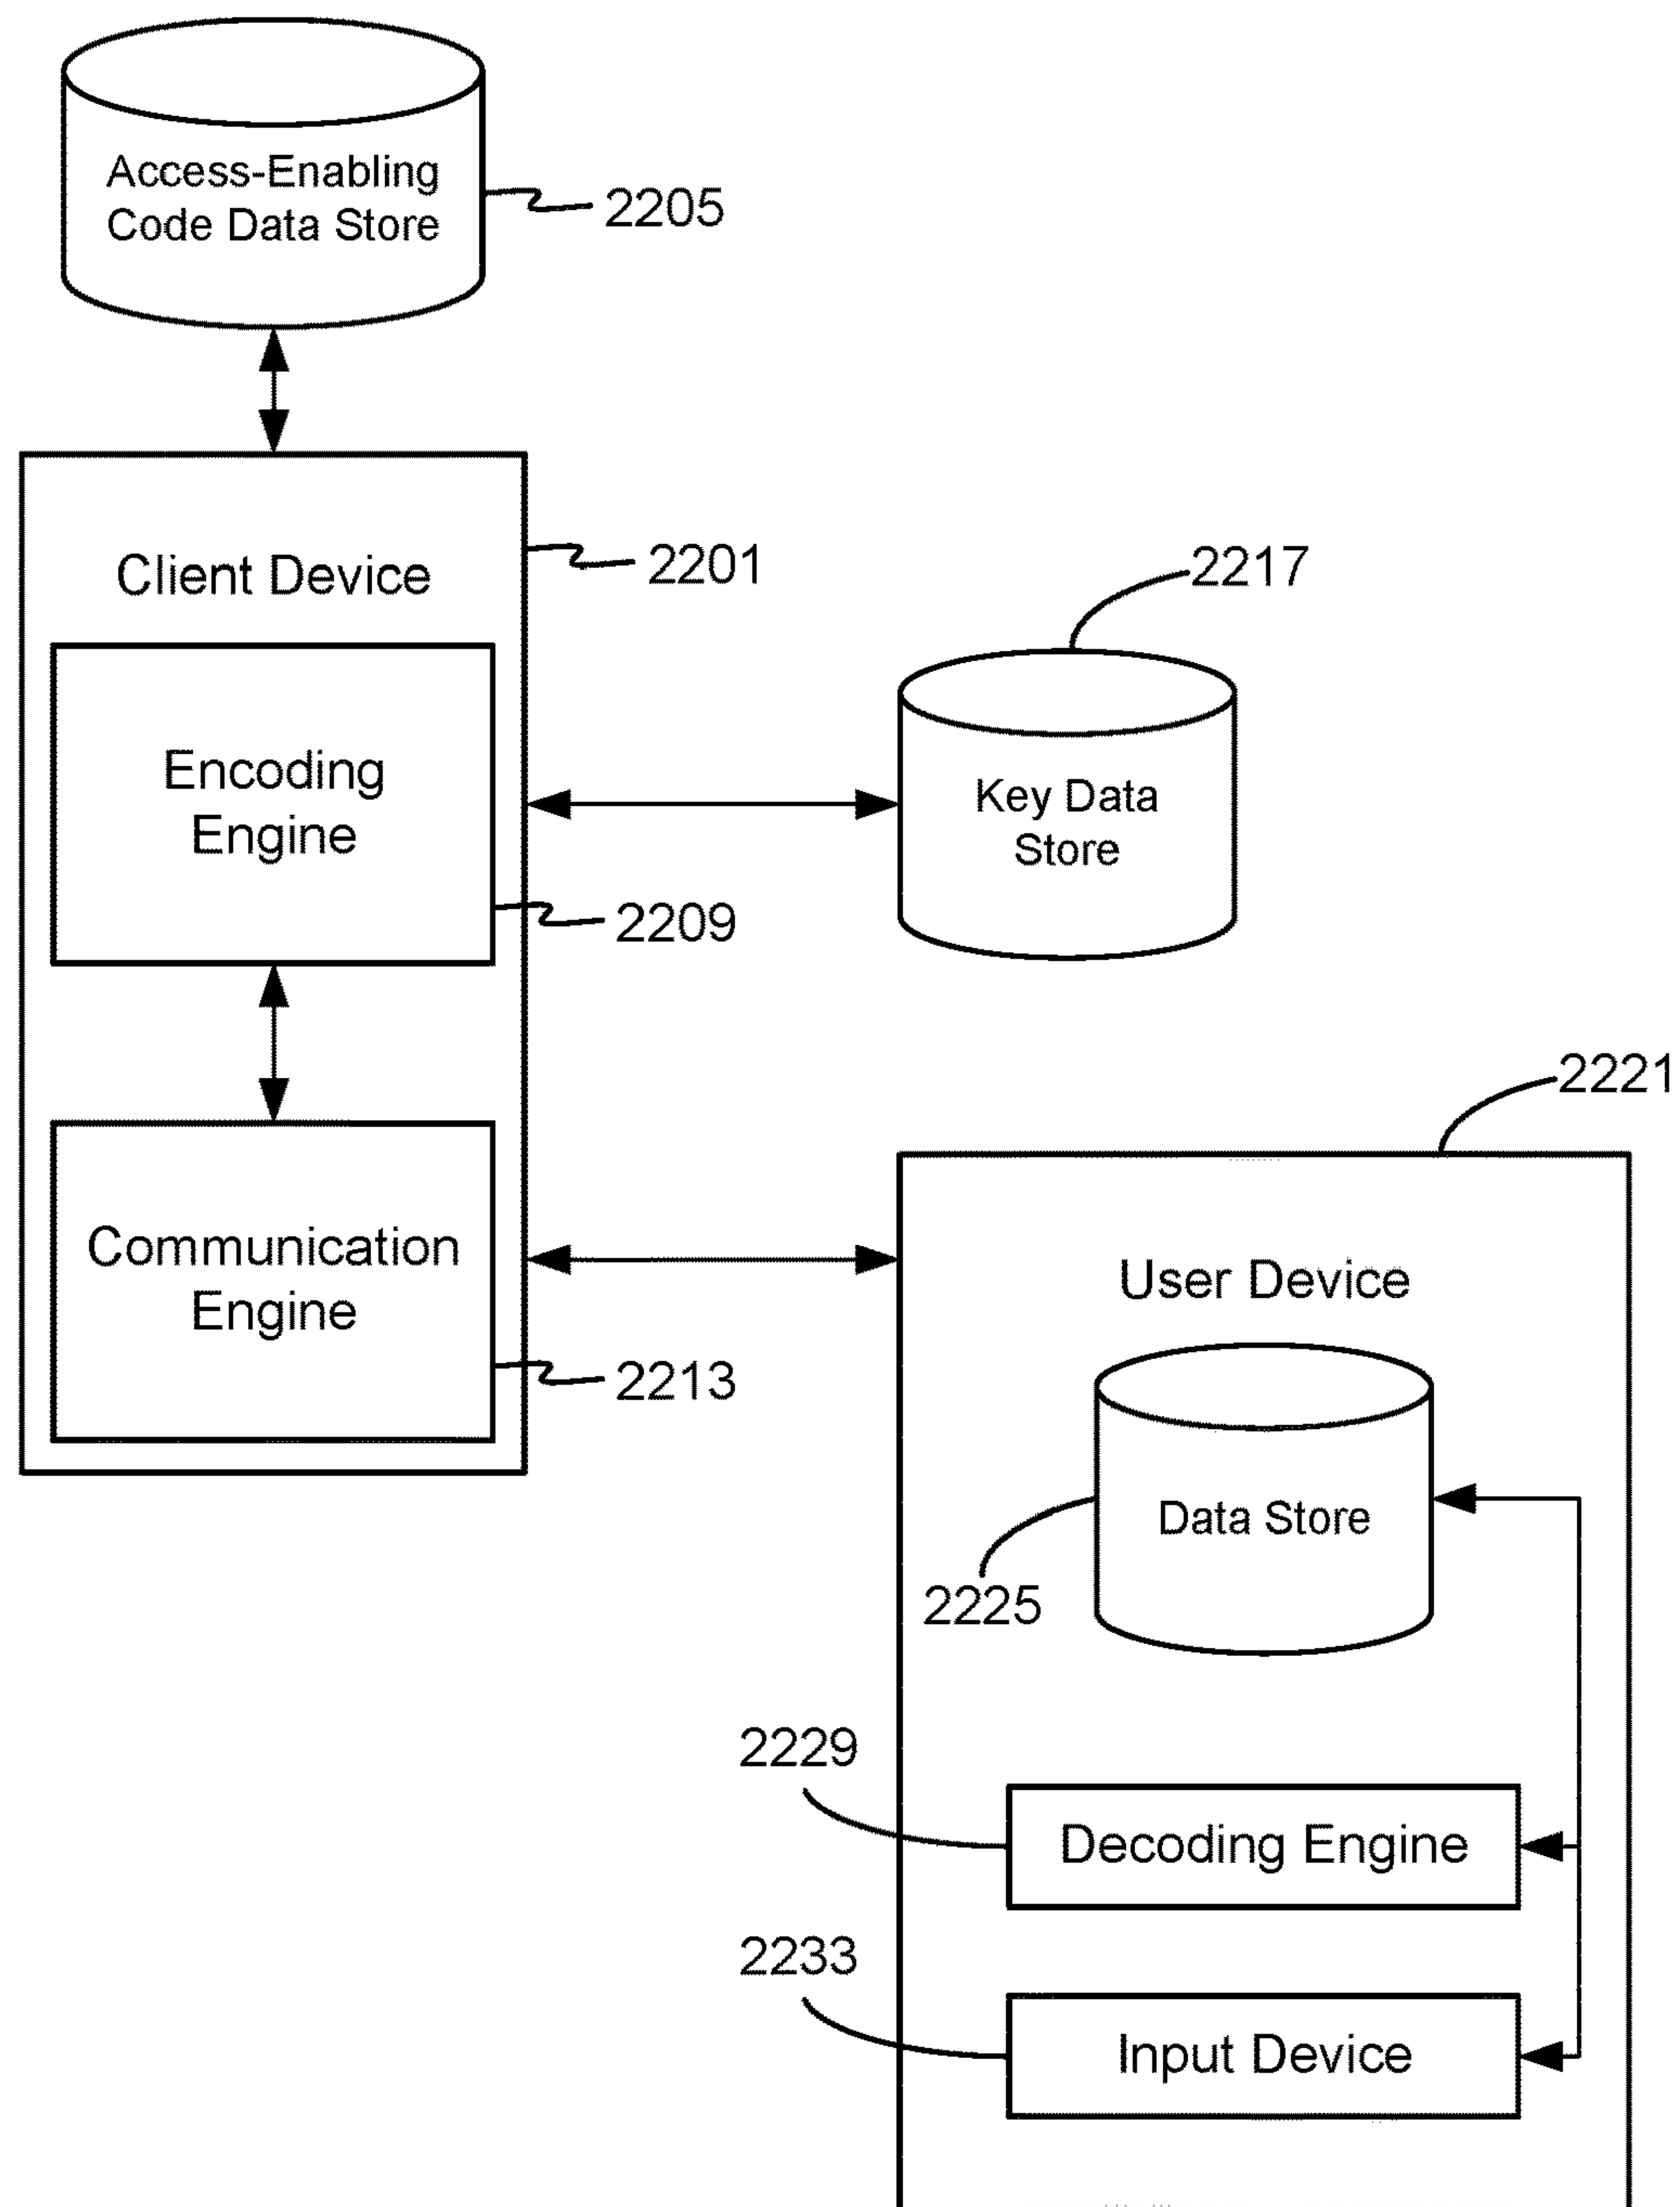 Access-Enabling
Code Data Store
2205
Client Device
2201
2217
Encoding
Engine
Key Data
Store
2209
2221
Communication
Engine
User Device
2213
Data Store
2225
2229
Decoding Engine
2233
Input Device